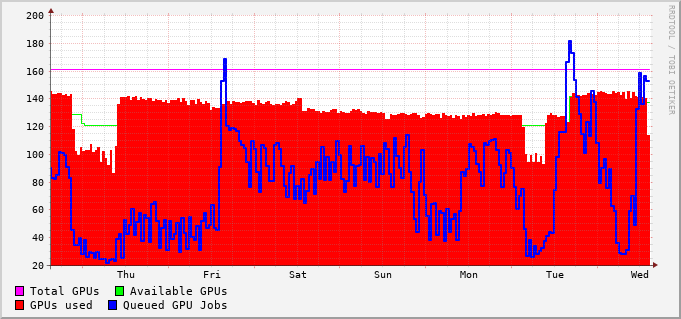 200
180
160
140
120
100
80
60
40
20
Thu Fri Sat Sun Mon Tue Wed
Total GPUs Available GPUs
GPUs used Queued GPU Jobs
RRDTOOL / TOBI OETIKER